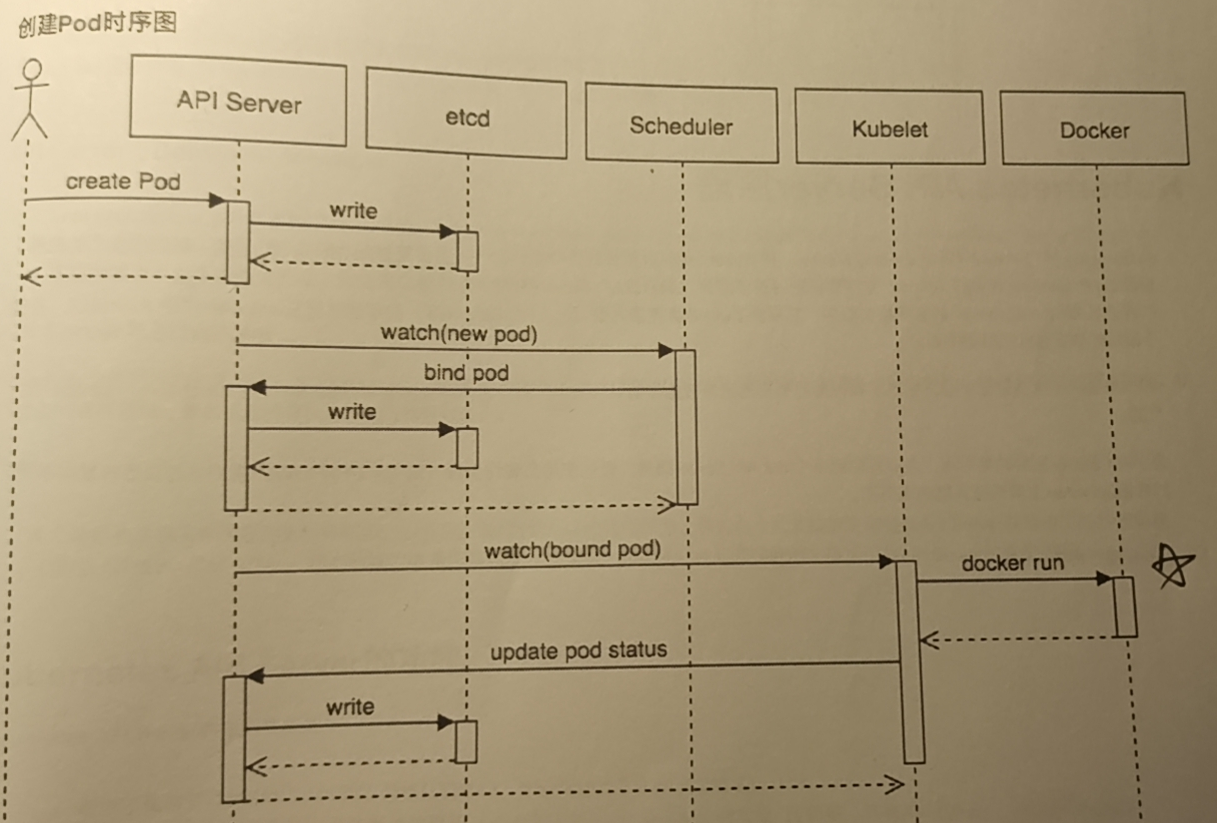 创建Pod时序图
API Server
etcd
Scheduler
Kubelet
Docker
create Pod
write
watch(new pod)
bind pod
write
watch(bound pod)
docker run
update pod status
write